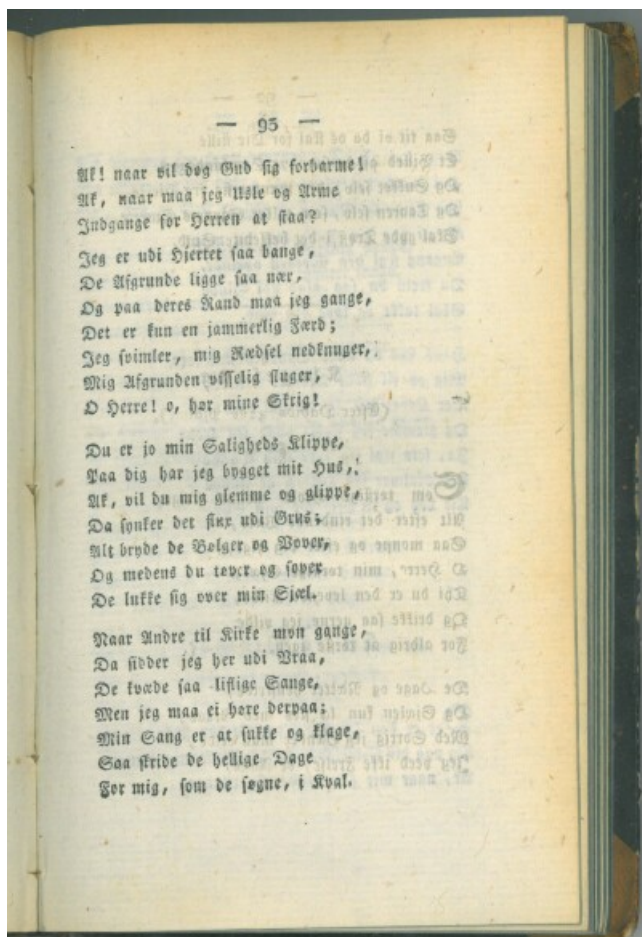 — 95 —
Ak! naar vil dog Gud sig forbarme!
Ak, naar maa jeg Usle og Arme
Indgange for Herren at staa?
Jeg er udi Hjertet saa bange,
De Afgrunde ligge saa nær,
Og paa deres Rand maa jeg gange,
Det er kun en jammerlig Færd;
Jeg svimler, mig Rædsel nedknuger,
Mig Afgrunden visselig sluger,
O Herre! o, hør mine Skrig!
Du er jo min Saligheds Klippe,
Paa dig har jeg bygget mit Hus,
Ak, vil du mig glemme og glippe,
Da synker det flux udi Grus;
Alt bryde de Bølger og Vover,
Og medens du tøver og sover
De lukke sig over min Sjæl.
Naar Andre til Kirke mon gange,
Da sidder jeg her udi Vraa,
De kvæde saa liflige Sange,
Men jeg maa ei høre derpaa;
Min Sang er at sukke og klage,
Saa skride de hellige Dage
For mig, som de søgne, i Kval.